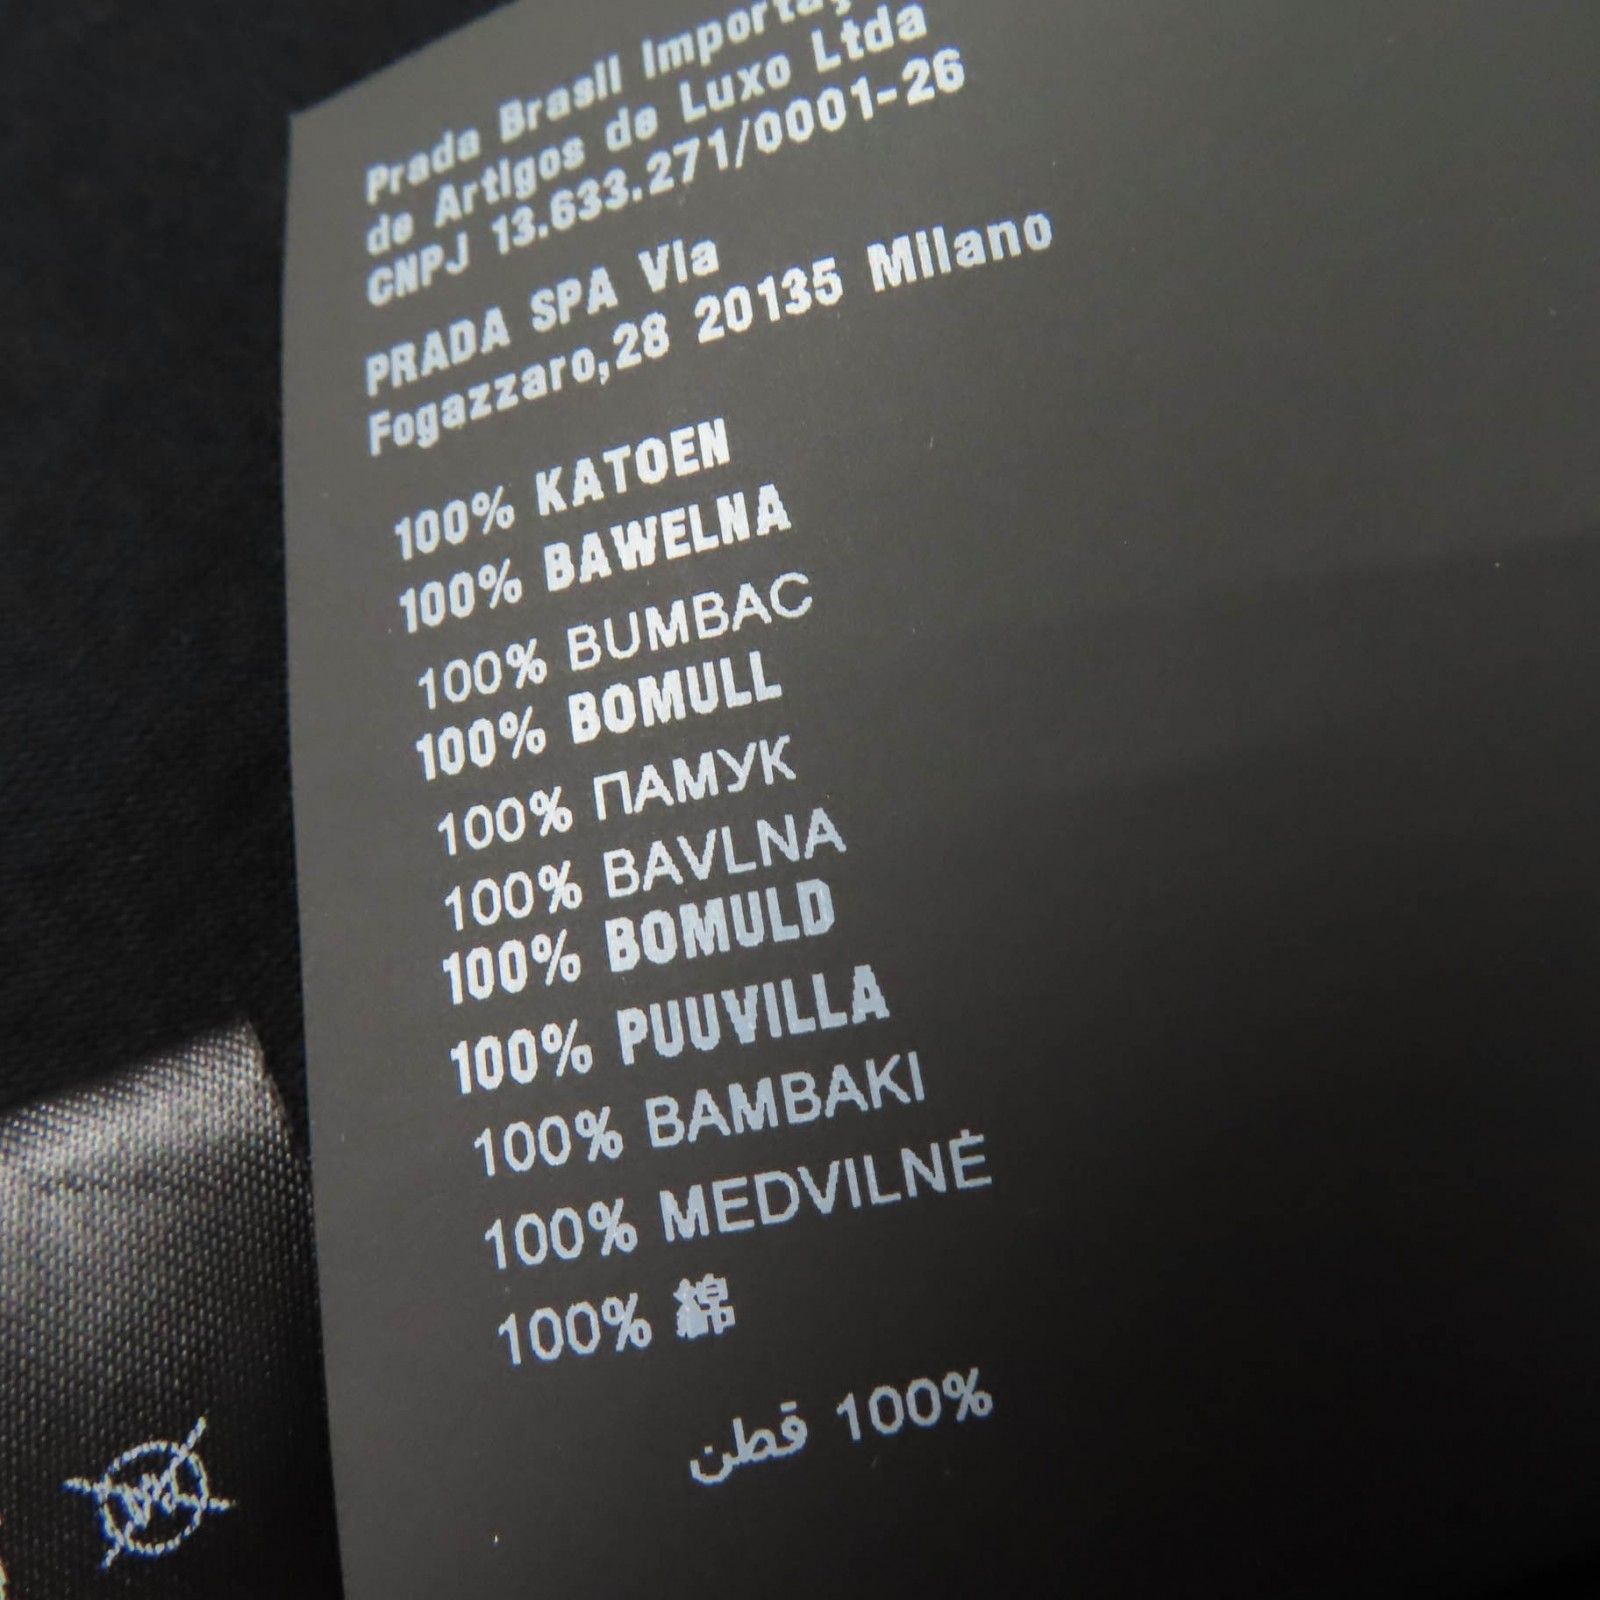 Prada Brasil
de Artigos de Luxo Ltda
CNPJ 13.633.271/0001-26
PRADA SPA Via
Fogazzaro,28 20135 Milano
100% KATOEN
100% BAWELNA
100% BUMBAC
100% BOMULL
100% ПАМУК
100% BAVLNA
100% BOMULD
100% PUUVILLA
100% BAMBAKI
100% MEDVILNĖ
100% 綿
100% قطن